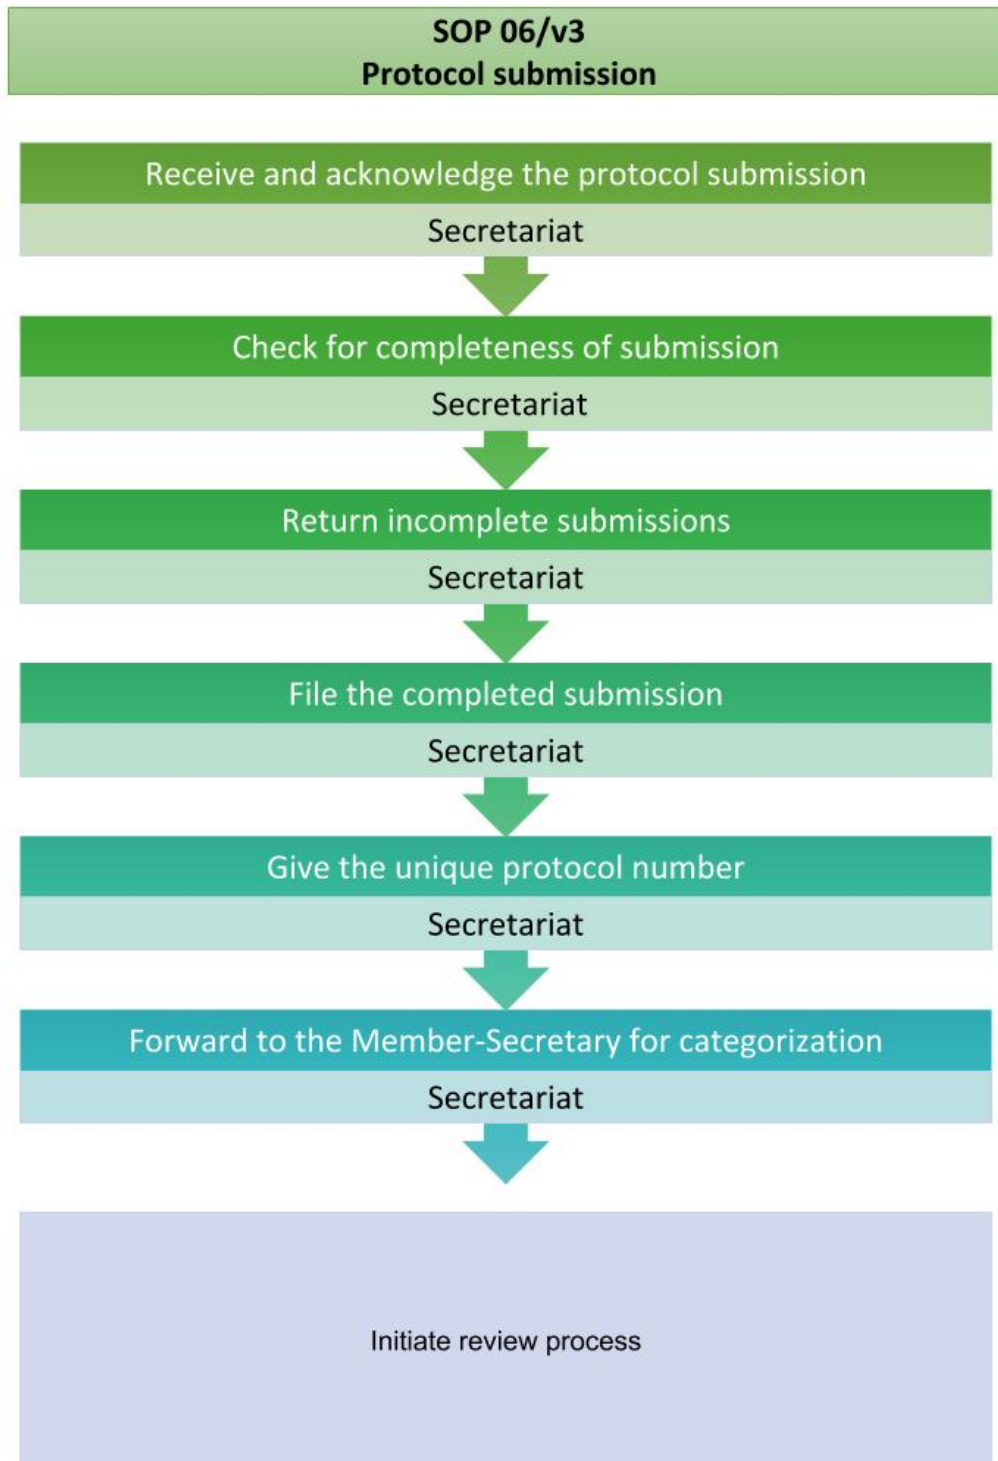 SOP 06/v3
Protocol submission
Receive and acknowledge the protocol submission
Secretariat
Check for completeness of submission
Secretariat
Return incomplete submissions
Secretariat
File the completed submission
Secretariat
Give the unique protocol number
Secretariat
Forward to the Member-Secretary for categorization
Secretariat
Initiate review process